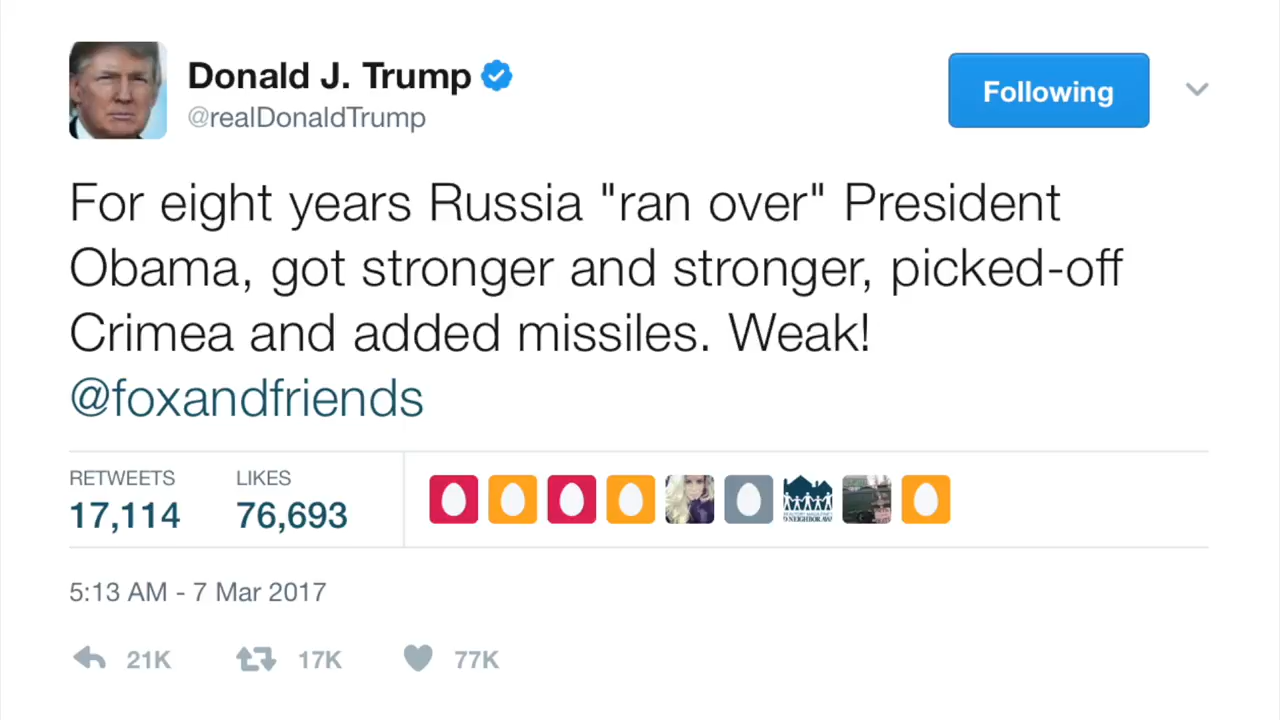 Donald J. Trump
@realDonaldTrump
Following
For eight years Russia "ran over" President
Obama, got stronger and stronger, picked-off
Crimea and added missiles. Weak!
@foxandfriends
RETWEETS LIKES
17,114 76,693
5:13 AM - 7 Mar 2017
21K 17K 77K